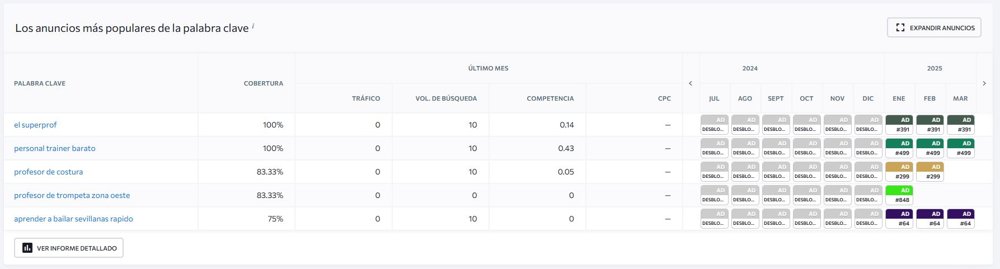 Los anuncios más populares de la palabra clave i
EXPANDIR ANUNCIOS
PALABRA CLAVE COBERTURA ÚLTIMO MES < 2024 2025 >
TRÁFICO VOL. DE BÚSQUEDA COMPETENCIA CPC JUL AGO SEPT OCT NOV DIC ENE FEB MAR
el superprof 100% 0 10 0.14 — AD AD AD AD AD AD AD AD AD
DESBLO... DESBLO... DESBLO... DESBLO... DESBLO... DESBLO... #391 #391 #391
personal trainer barato 100% 0 10 0.43 — AD AD AD AD AD AD AD AD AD
DESBLO... DESBLO... DESBLO... DESBLO... DESBLO... DESBLO... #499 #499 #499
profesor de costura 83.33% 0 10 0.05 — AD AD AD AD AD AD AD AD
DESBLO... DESBLO... DESBLO... DESBLO... DESBLO... DESBLO... #299 #299
profesor de trompeta zona oeste 83.33% 0 0 0 — AD AD AD AD AD AD AD
DESBLO... DESBLO... DESBLO... DESBLO... DESBLO... DESBLO... #848
aprender a bailar sevillanas rapido 75% 0 10 0 — AD AD AD AD AD AD AD AD AD
DESBLO... DESBLO... DESBLO... DESBLO... DESBLO... DESBLO... #64 #64 #64
VER INFORME DETALLADO